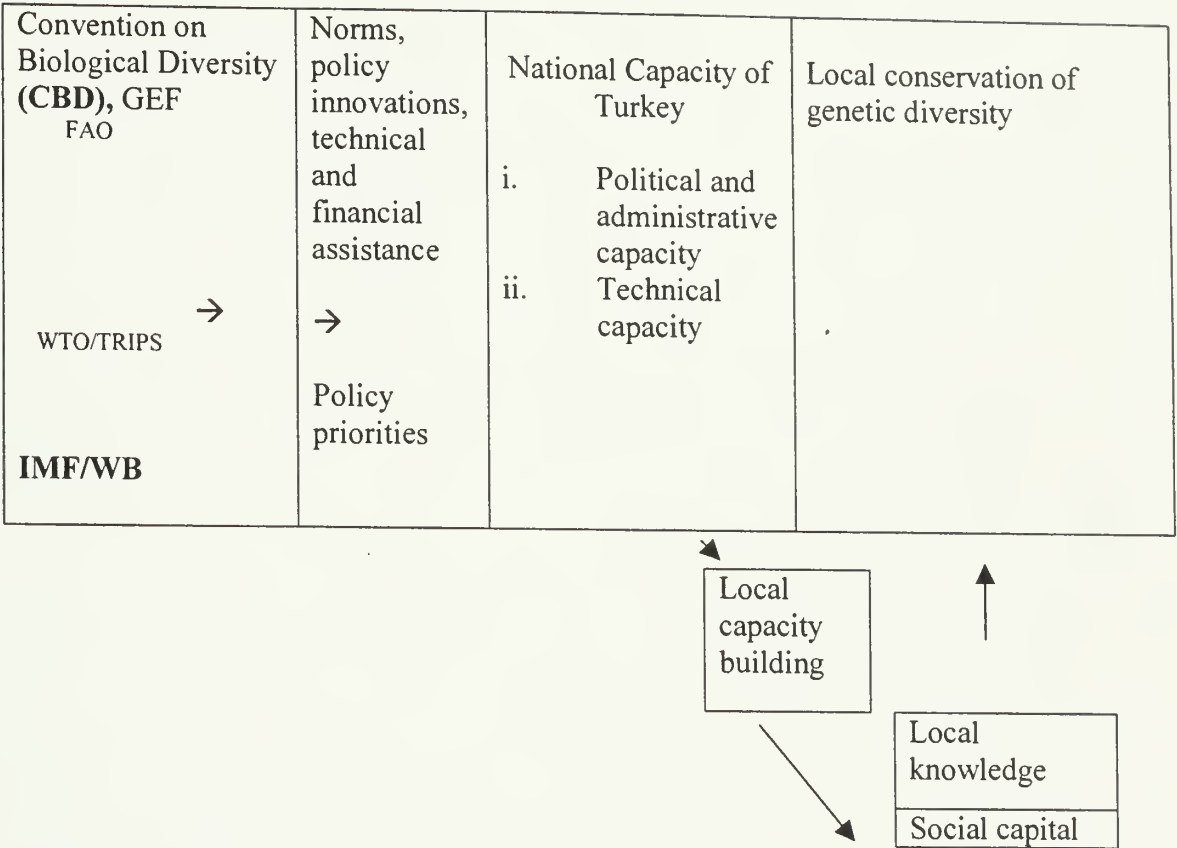 Convention on
Biological Diversity
(CBD), GEF
FAO
→
WTO/TRIPS
IMF/WB
Norms,
policy
innovations,
technical
and
financial
assistance
→
Policy
priorities
National Capacity of
Turkey
i. Political and
administrative
capacity
ii. Technical
capacity
Local conservation of
genetic diversity
Local
capacity
building
Local
knowledge
Social capital